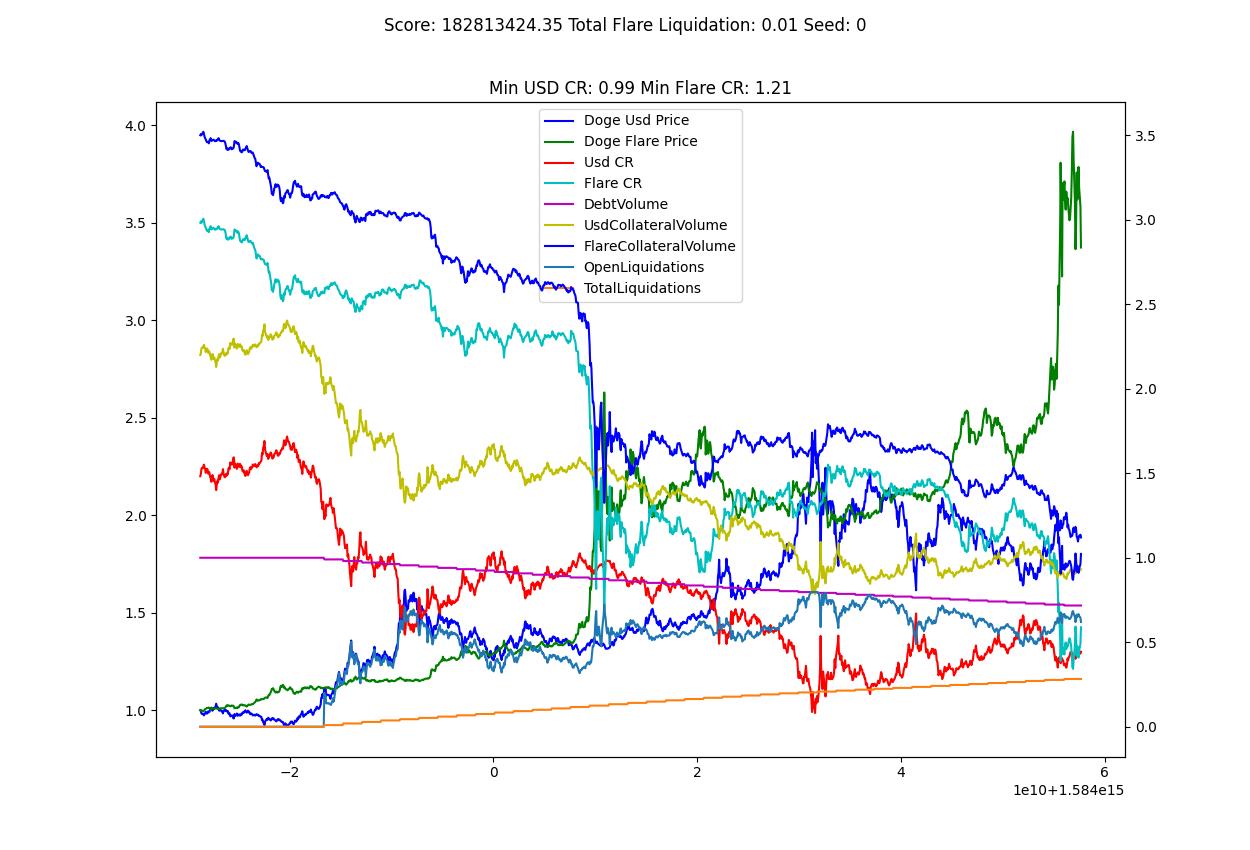 Score: 182813424.35 Total Flare Liquidation: 0.01 Seed: 0
Min USD CR: 0.99 Min Flare CR: 1.21
Doge Usd Price
Doge Flare Price
Usd CR
Flare CR
DebtVolume
UsdCollateralVolume
FlareCollateralVolume
OpenLiquidations
TotalLiquidations
4.0
3.5
3.0
2.5
2.0
1.5
1.0
3.5
3.0
2.5
2.0
1.5
1.0
0.5
0.0
−2 0 2 4 6
1e10+1.584e15